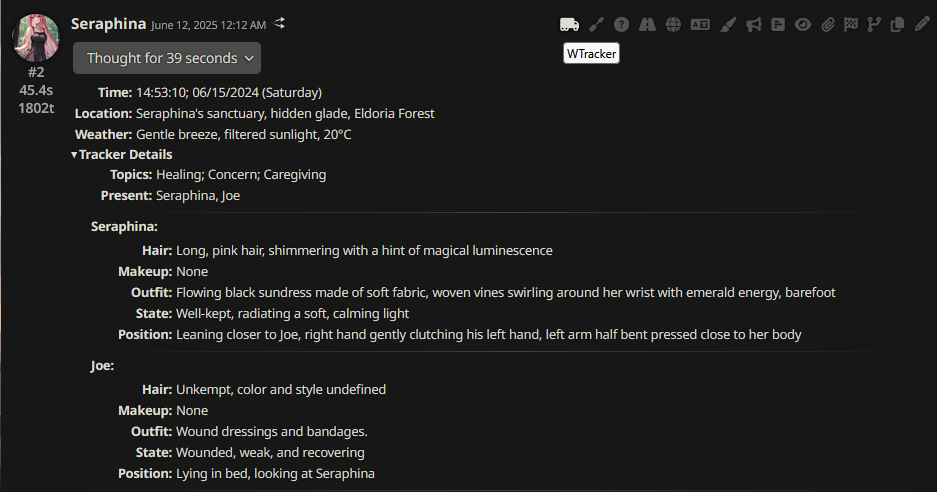 Seraphina June 12, 2025 12:12 AM
WTracker
Thought for 39 seconds
#2
45.4s
1802t
Time: 14:53:10; 06/15/2024 (Saturday)
Location: Seraphina's sanctuary, hidden glade, Eldoria Forest
Weather: Gentle breeze, filtered sunlight, 20°C
▾Tracker Details
Topics: Healing; Concern; Caregiving
Present: Seraphina, Joe
Seraphina:
Hair: Long, pink hair, shimmering with a hint of magical luminescence
Makeup: None
Outfit: Flowing black sundress made of soft fabric, woven vines swirling around her wrist with emerald energy, barefoot
State: Well-kept, radiating a soft, calming light
Position: Leaning closer to Joe, right hand gently clutching his left hand, left arm half bent pressed close to her body
Joe:
Hair: Unkempt, color and style undefined
Makeup: None
Outfit: Wound dressings and bandages.
State: Wounded, weak, and recovering
Position: Lying in bed, looking at Seraphina